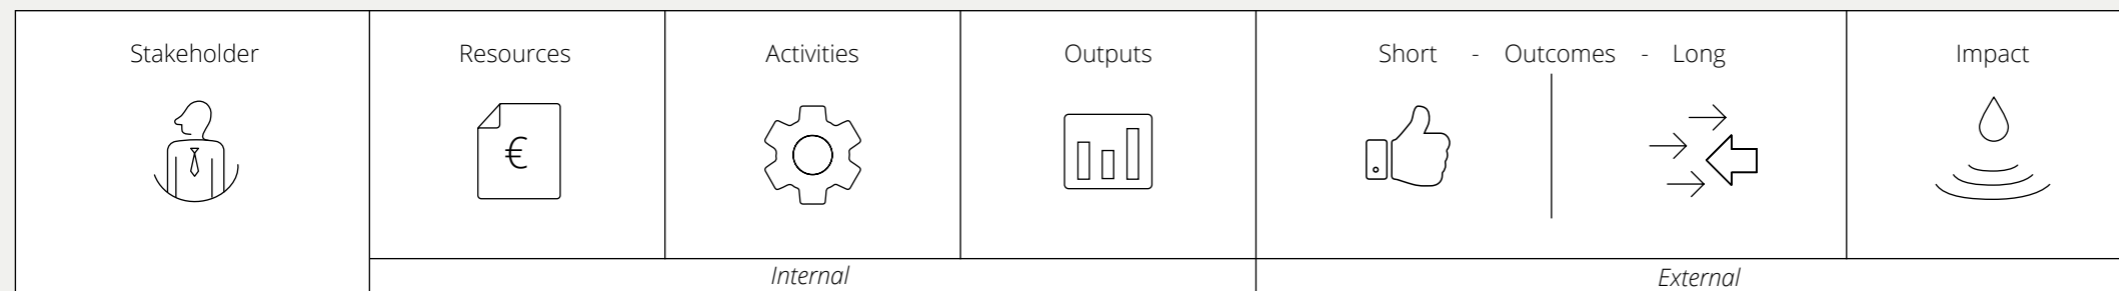 Stakeholder
Resources
Activities
Outputs
Short - Outcomes - Long
Impact
€
Internal
External